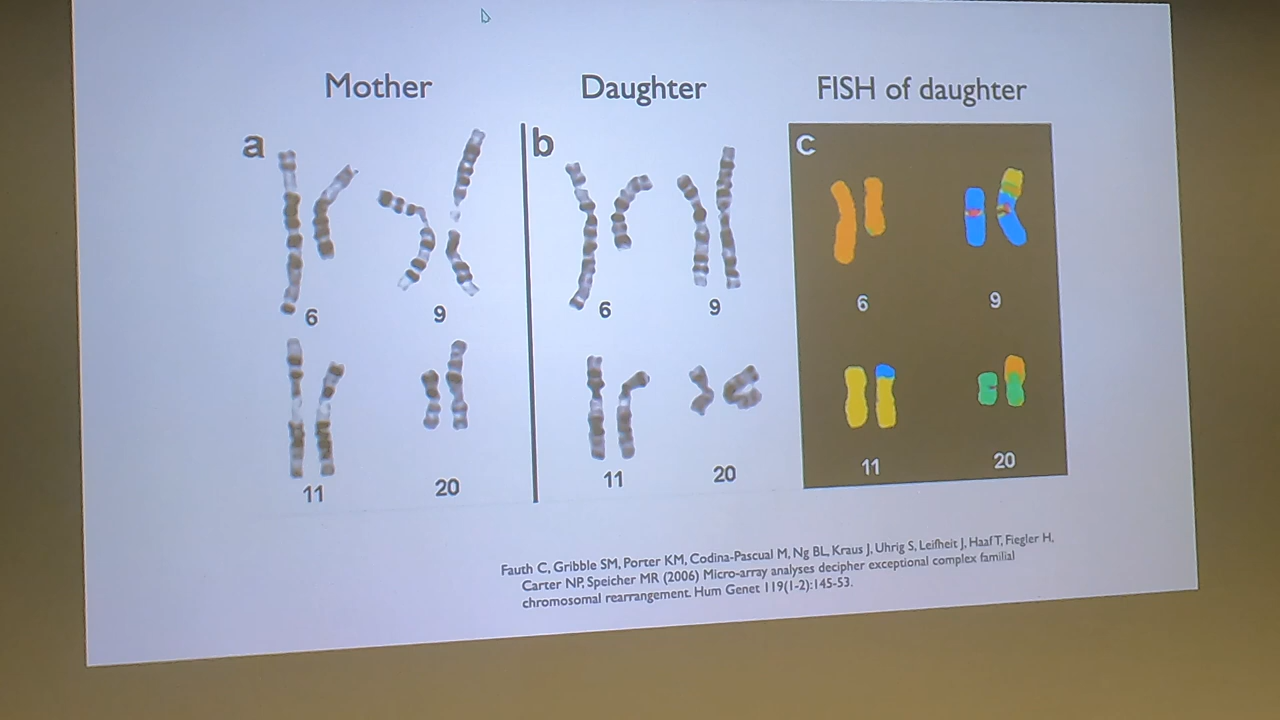 Mother
Daughter
FISH of daughter
a
b
c
6
9
6
9
6
9
11
20
11
20
11
20
Fauth C, Gribble SM, Porter KM, Codina-Pascual M, Ng BL, Kraus J, Uhrig S, Leifheit J, Haaf T, Fiegler H,
Carter NP, Speicher MR (2006) Micro-array analyses decipher exceptional complex familial
chromosomal rearrangement. Hum Genet 119(1-2):145-53.